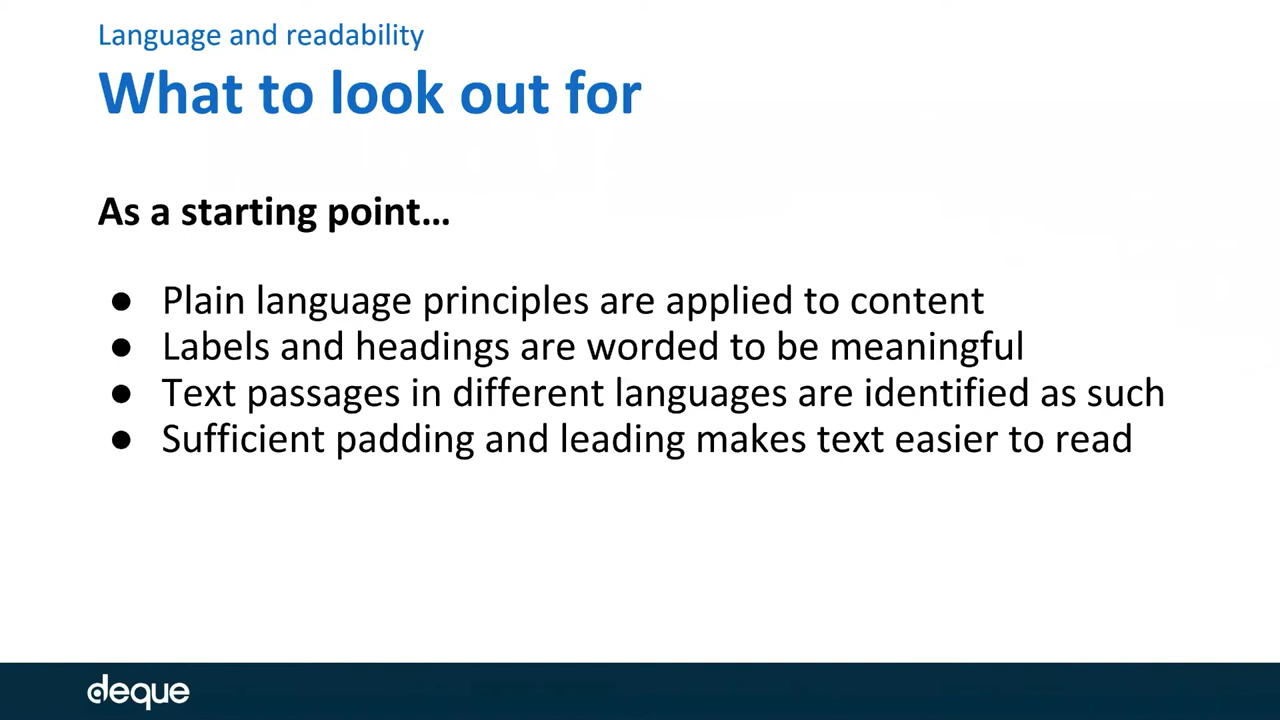 Language and readability
What to look out for
As a starting point…
● Plain language principles are applied to content
● Labels and headings are worded to be meaningful
● Text passages in different languages are identified as such
● Sufficient padding and leading makes text easier to read
deque